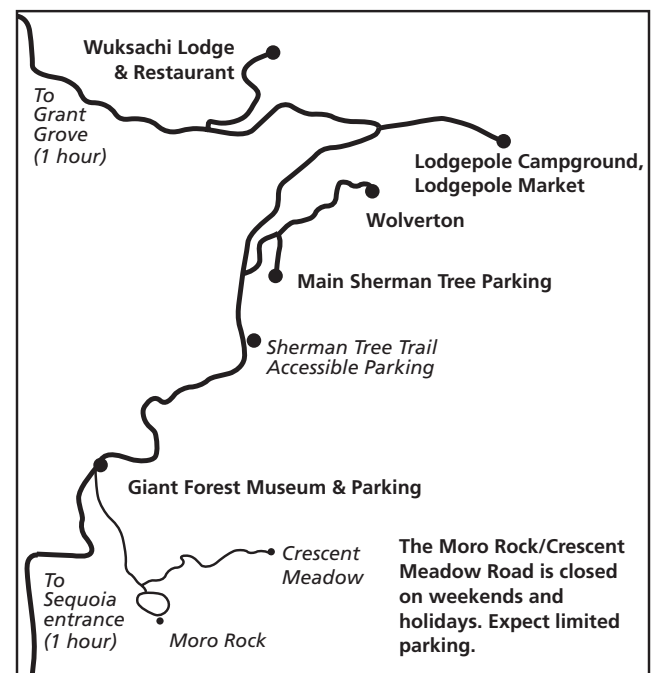 Wuksachi Lodge
& Restaurant
To
Grant
Grove
(1 hour)
Lodgepole Campground,
Lodgepole Market
Wolverton
Main Sherman Tree Parking
Sherman Tree Trail
Accessible Parking
Giant Forest Museum & Parking
Crescent
Meadow
The Moro Rock/Crescent
Meadow Road is closed
on weekends and
holidays. Expect limited
parking.
To
Sequoia
entrance
(1 hour)
Moro Rock